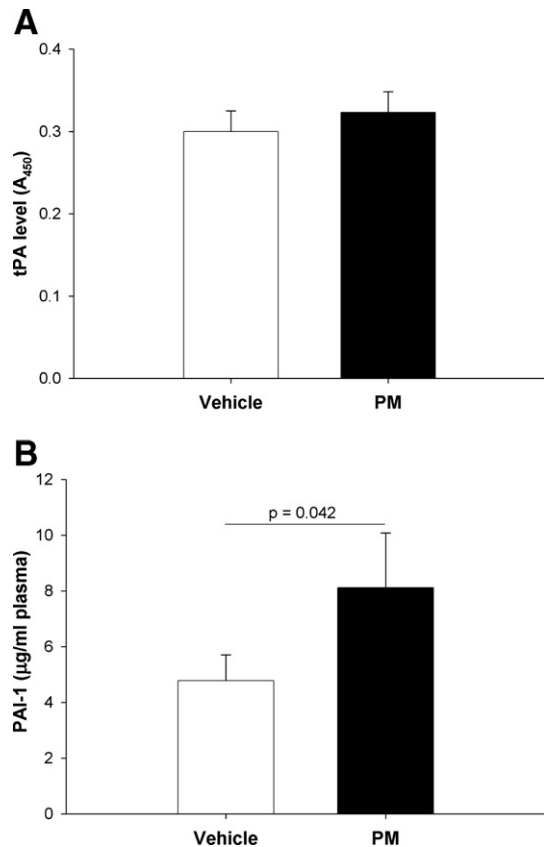 A
0.4
0.3
0.2
0.1
0.0
tPA level (A₄₅₀)
Vehicle PM
B
12
10
8
6
4
2
0
PAI-1 (µg/ml plasma)
p = 0.042
Vehicle PM